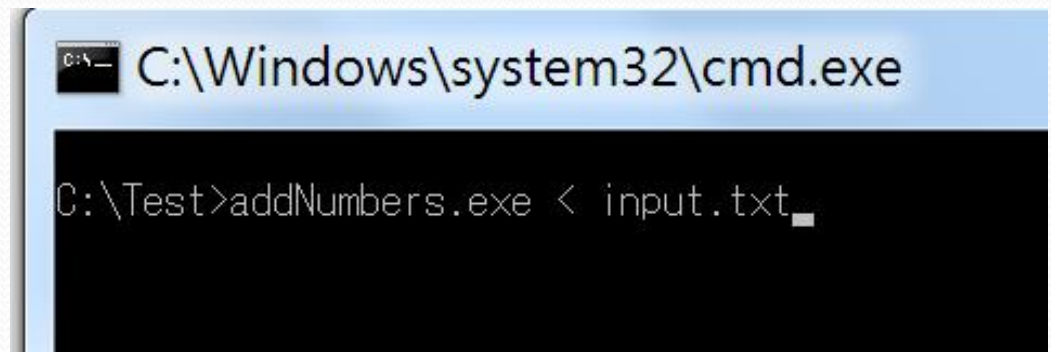 C:\Windows\system32\cmd.exe
C:\Test>addNumbers.exe < input.txt